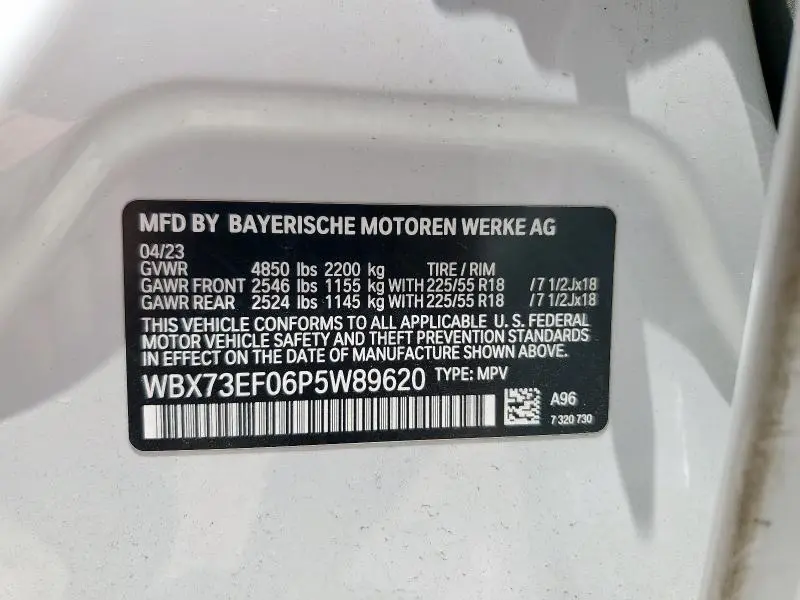 MFD BY BAYERISCHE MOTOREN WERKE AG
04/23
GVWR 4850 lbs 2200 kg TIRE / RIM
GAWR FRONT 2546 lbs 1155 kg WITH 225/55 R18 /7 1/2Jx18
GAWR REAR 2524 lbs 1145 kg WITH 225/55 R18 /7 1/2Jx18
THIS VEHICLE CONFORMS TO ALL APPLICABLE U. S. FEDERAL
MOTOR VEHICLE SAFETY AND THEFT PREVENTION STANDARDS
IN EFFECT ON THE DATE OF MANUFACTURE SHOWN ABOVE.
WBX73EF06P5W89620 TYPE: MPV
A96
7 320 730